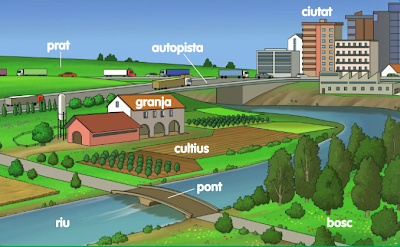 ciutat
prat
autopista
granja
cultius
pont
riu
bosc